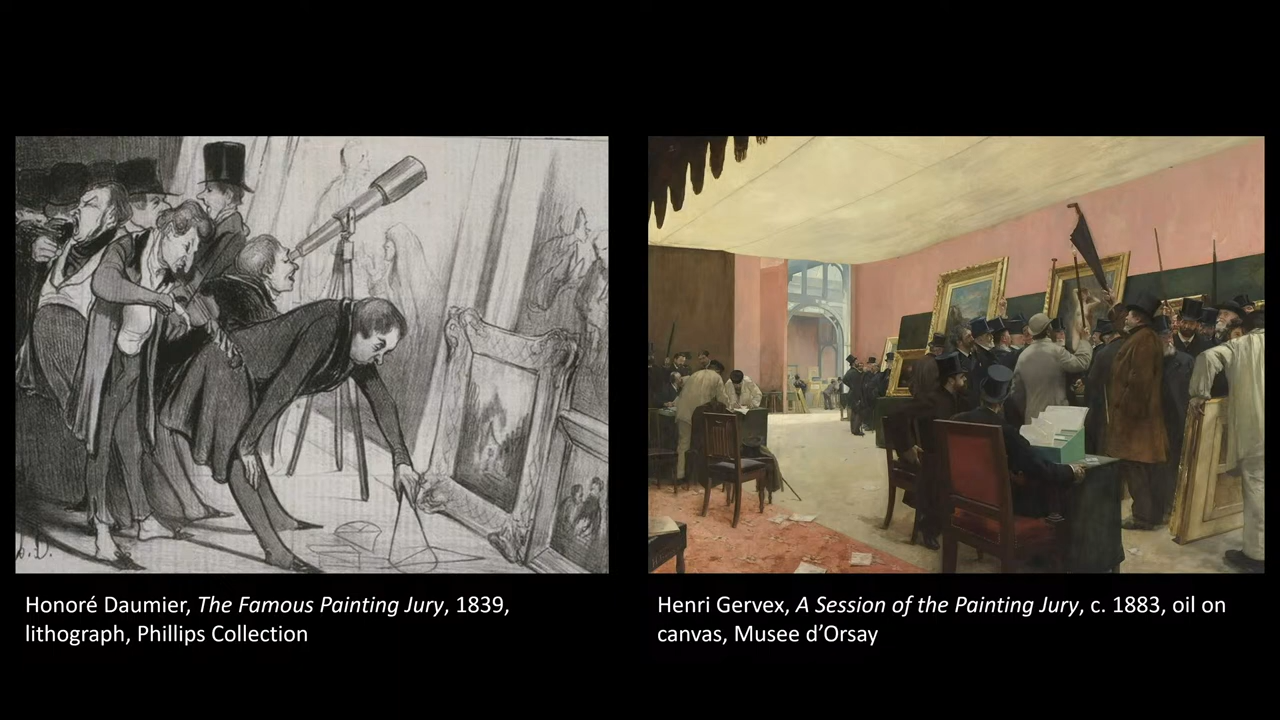 Honoré Daumier, The Famous Painting Jury, 1839,
lithograph, Phillips Collection
Henri Gervex, A Session of the Painting Jury, c. 1883, oil on
canvas, Musee d’Orsay